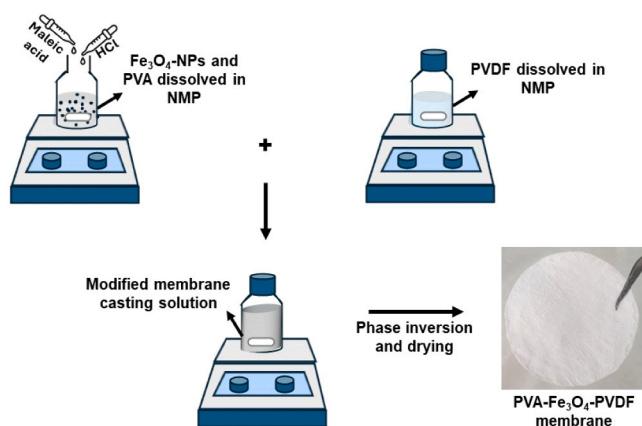 Maleic
acid
HCl
Fe₃O₄-NPs and
PVA dissolved in
NMP
PVDF dissolved in
NMP
+
Modified membrane
casting solution
Phase inversion
and drying
PVA-Fe₃O₄-PVDF
membrane